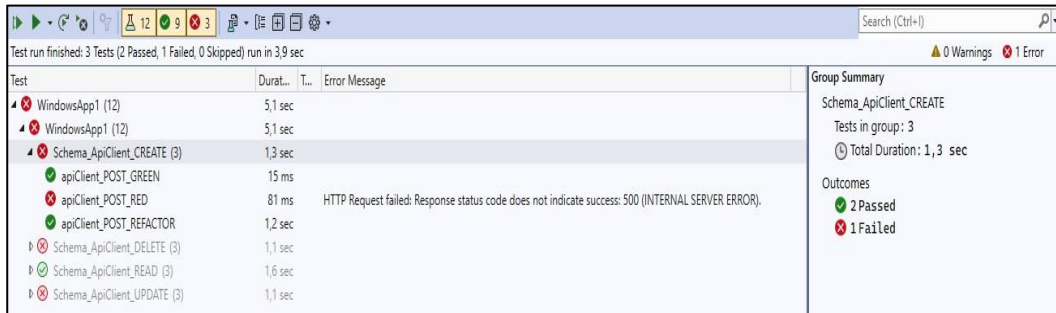 12 9 3
Search (Ctrl+I)
Test run finished: 3 Tests (2 Passed, 1 Failed, 0 Skipped) run in 3,9 sec
0 Warnings 1 Error
Test Durat... T... Error Message
WindowsApp1 (12) 5,1 sec
WindowsApp1 (12) 5,1 sec
Schema_ApiClient_CREATE (3) 1,3 sec
apiClient_POST_GREEN 15 ms
apiClient_POST_RED 81 ms HTTP Request failed: Response status code does not indicate success: 500 (INTERNAL SERVER ERROR).
apiClient_POST_REFACTOR 1,2 sec
Schema_ApiClient_DELETE (3) 1,1 sec
Schema_ApiClient_READ (3) 1,6 sec
Schema_ApiClient_UPDATE (3) 1,1 sec
Group Summary
Schema_ApiClient_CREATE
Tests in group: 3
Total Duration: 1,3 sec
Outcomes
2 Passed
1 Failed